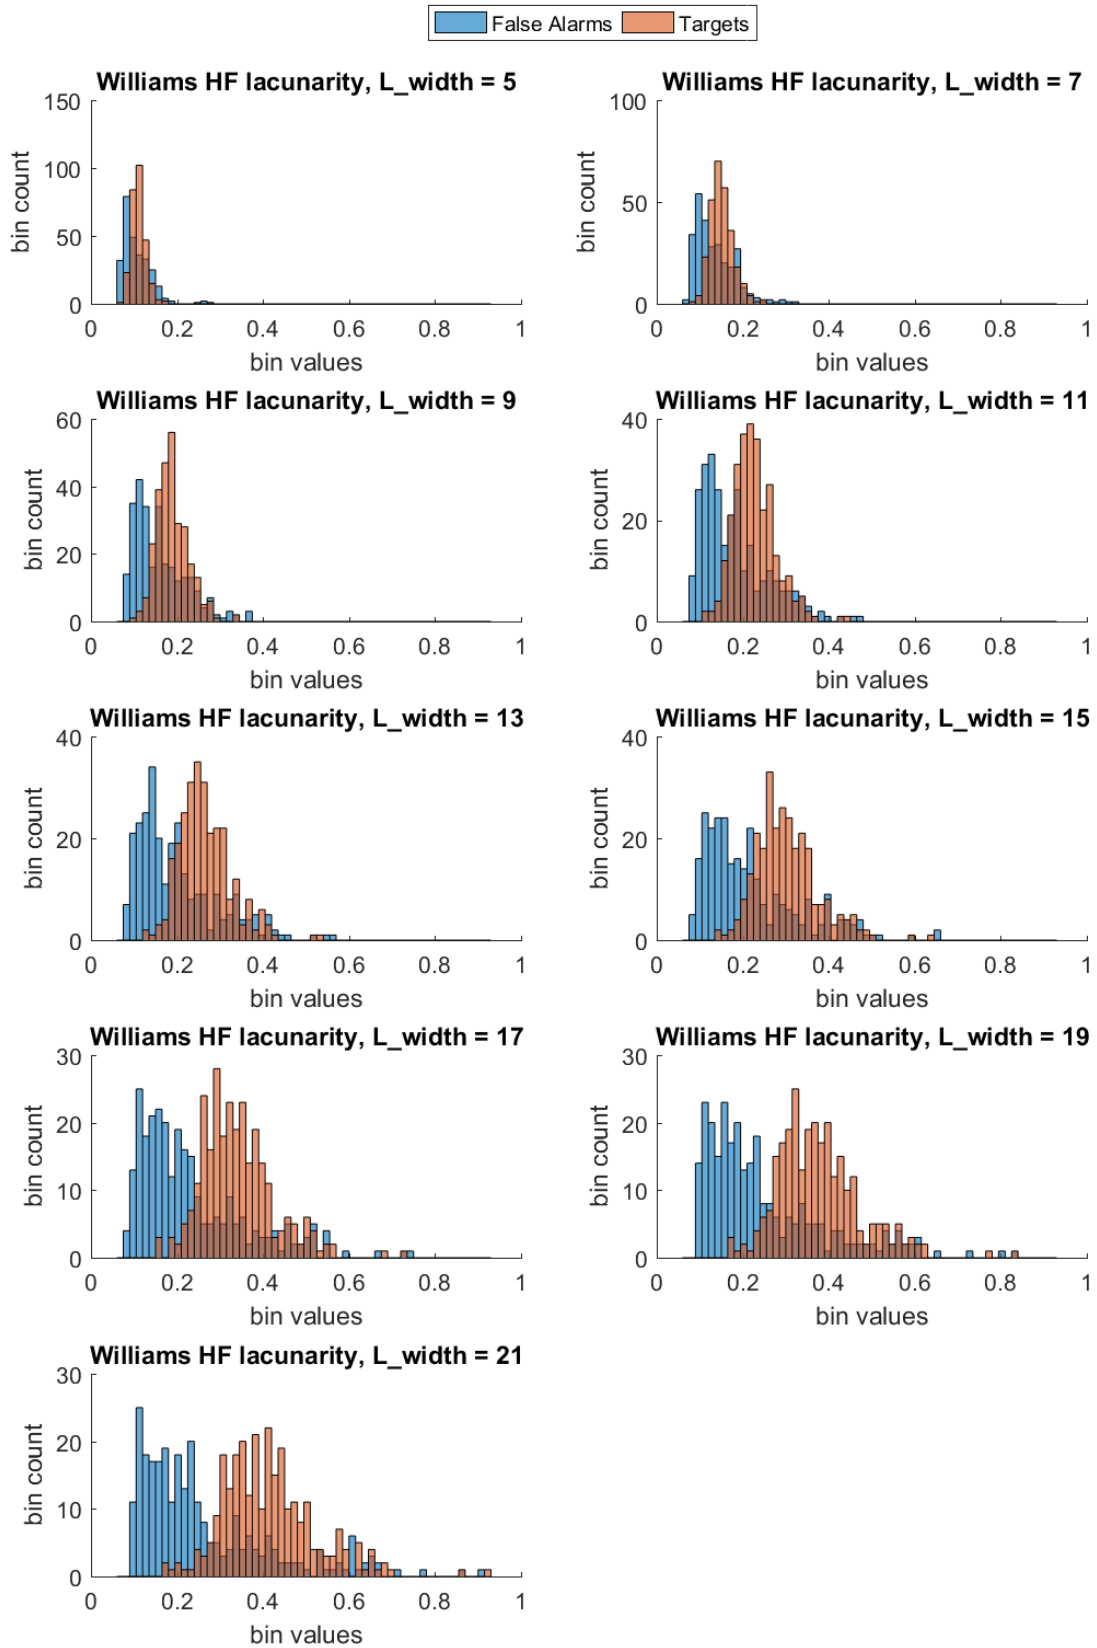 False Alarms Targets
Williams HF lacunarity, L_width = 5
150
100
50
0
bin count
0 0.2 0.4 0.6 0.8 1
bin values
Williams HF lacunarity, L_width = 7
100
50
0
bin count
0 0.2 0.4 0.6 0.8 1
bin values
Williams HF lacunarity, L_width = 9
60
40
20
0
bin count
0 0.2 0.4 0.6 0.8 1
bin values
Williams HF lacunarity, L_width = 11
40
20
0
bin count
0 0.2 0.4 0.6 0.8 1
bin values
Williams HF lacunarity, L_width = 13
40
20
0
bin count
0 0.2 0.4 0.6 0.8 1
bin values
Williams HF lacunarity, L_width = 15
40
20
0
bin count
0 0.2 0.4 0.6 0.8 1
bin values
Williams HF lacunarity, L_width = 17
30
20
10
0
bin count
0 0.2 0.4 0.6 0.8 1
bin values
Williams HF lacunarity, L_width = 19
30
20
10
0
bin count
0 0.2 0.4 0.6 0.8 1
bin values
Williams HF lacunarity, L_width = 21
30
20
10
0
bin count
0 0.2 0.4 0.6 0.8 1
bin values